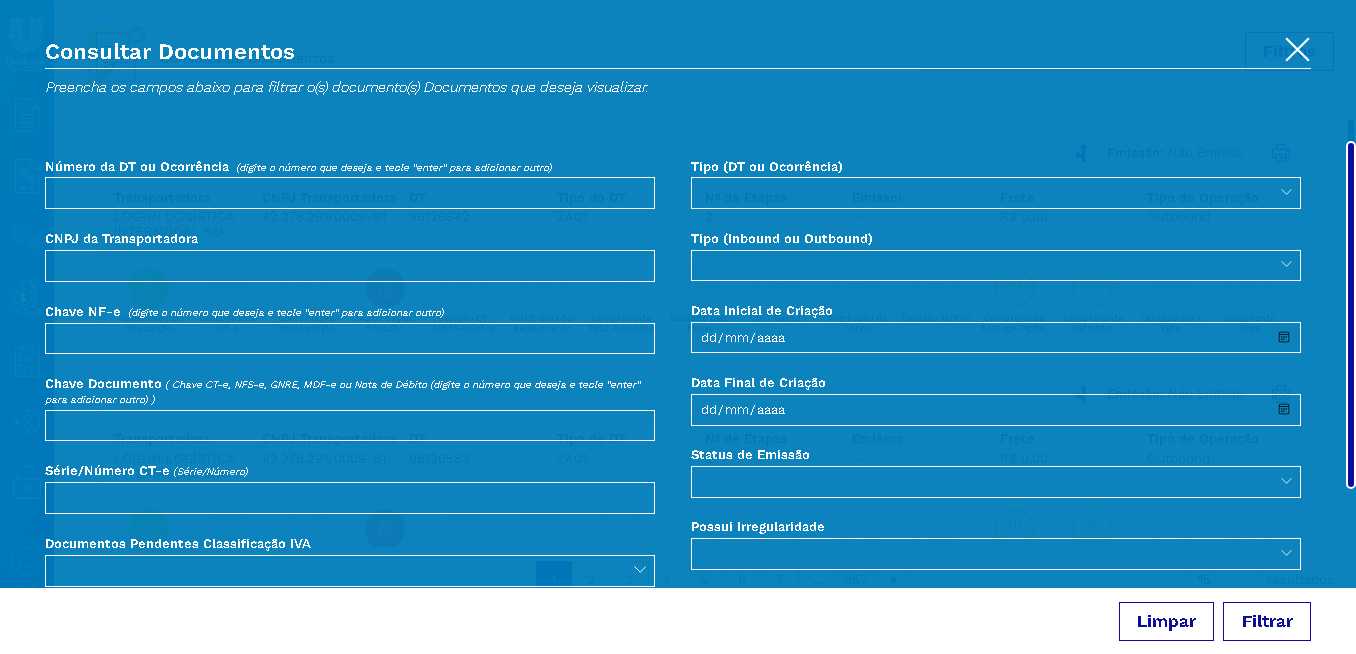 Consultar Documentos
Preencha os campos abaixo para filtrar o(s) documento(s) Documentos que deseja visualizar.
Número da DT ou Ocorrência (digite o número que deseja e tecle "enter" para adicionar outro)
Tipo (DT ou Ocorrência)
CNPJ da Transportadora
Tipo (Inbound ou Outbound)
Chave NF-e (digite o número que deseja e tecle "enter" para adicionar outro)
Data Inicial de Criação
dd/mm/aaaa
Chave Documento ( Chave CT-e, NFS-e, GNRE, MDF-e ou Nota de Débito (digite o número que deseja e tecle "enter"
para adicionar outro) )
Data Final de Criação
dd/mm/aaaa
Série/Número CT-e (Série/Número)
Status de Emissão
Documentos Pendentes Classificação IVA
Possui Irregularidade
Limpar
Filtrar